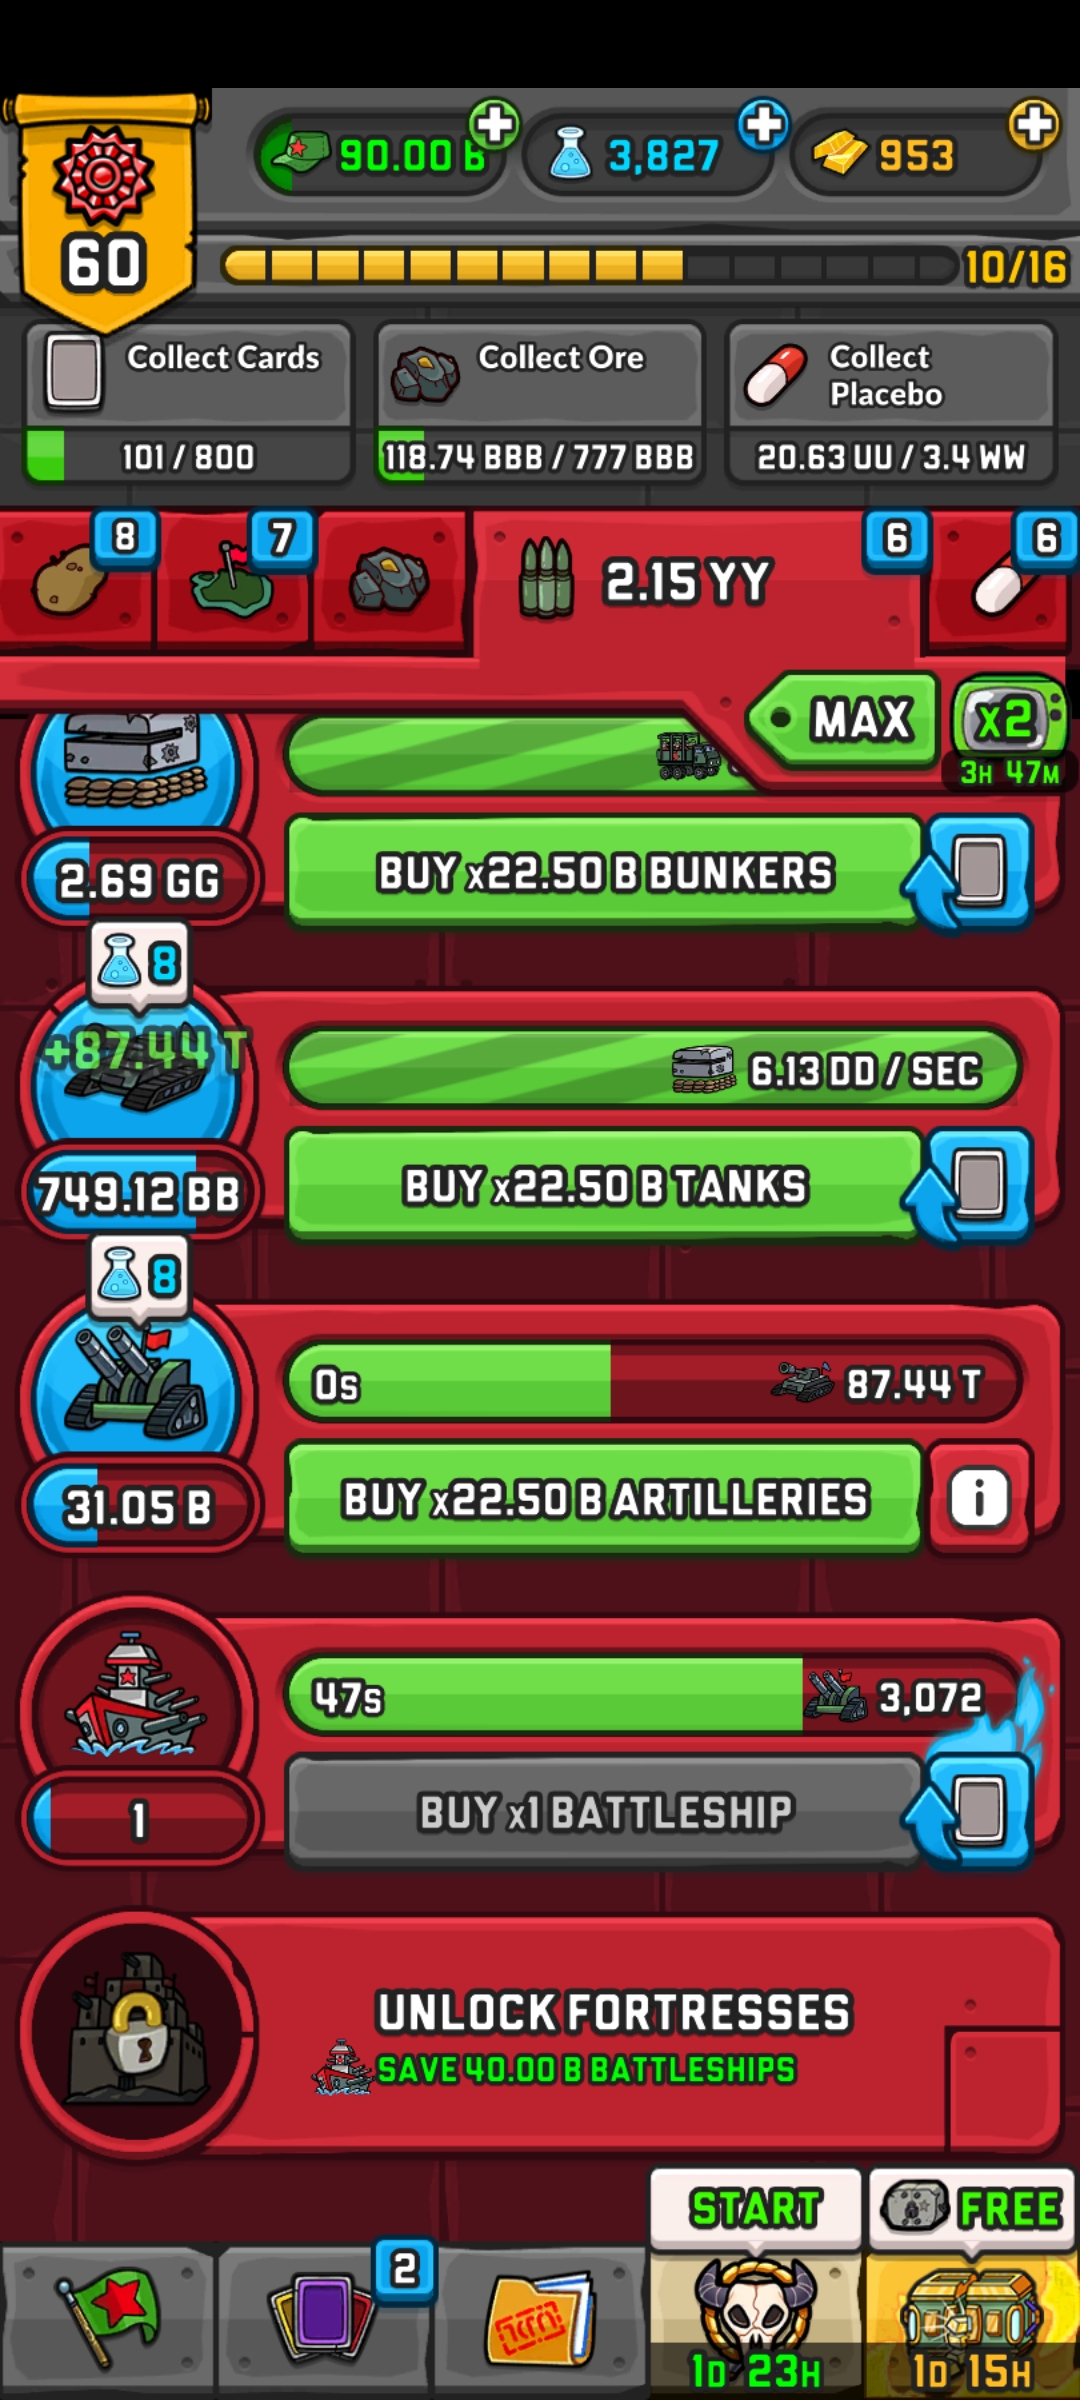 60
90.00 B
3,827
953
10/16
Collect Cards
101 / 800
Collect Ore
118.74 BBB / 777 BBB
Collect
Placebo
20.63 UU / 3.4 WW
8
7
2.15 YY
6
6
MAX
x2
3H 47M
2.69 GG
BUY x22.50 B BUNKERS
8
+87.44 T
6.13 DD / SEC
749.12 BB
BUY x22.50 B TANKS
8
0s
87.44 T
31.05 B
BUY x22.50 B ARTILLERIES
i
47s
3,072
1
BUY x1 BATTLESHIP
UNLOCK FORTRESSES
SAVE 40.00 B BATTLESHIPS
START
FREE
2
1D 23H
1D 15H